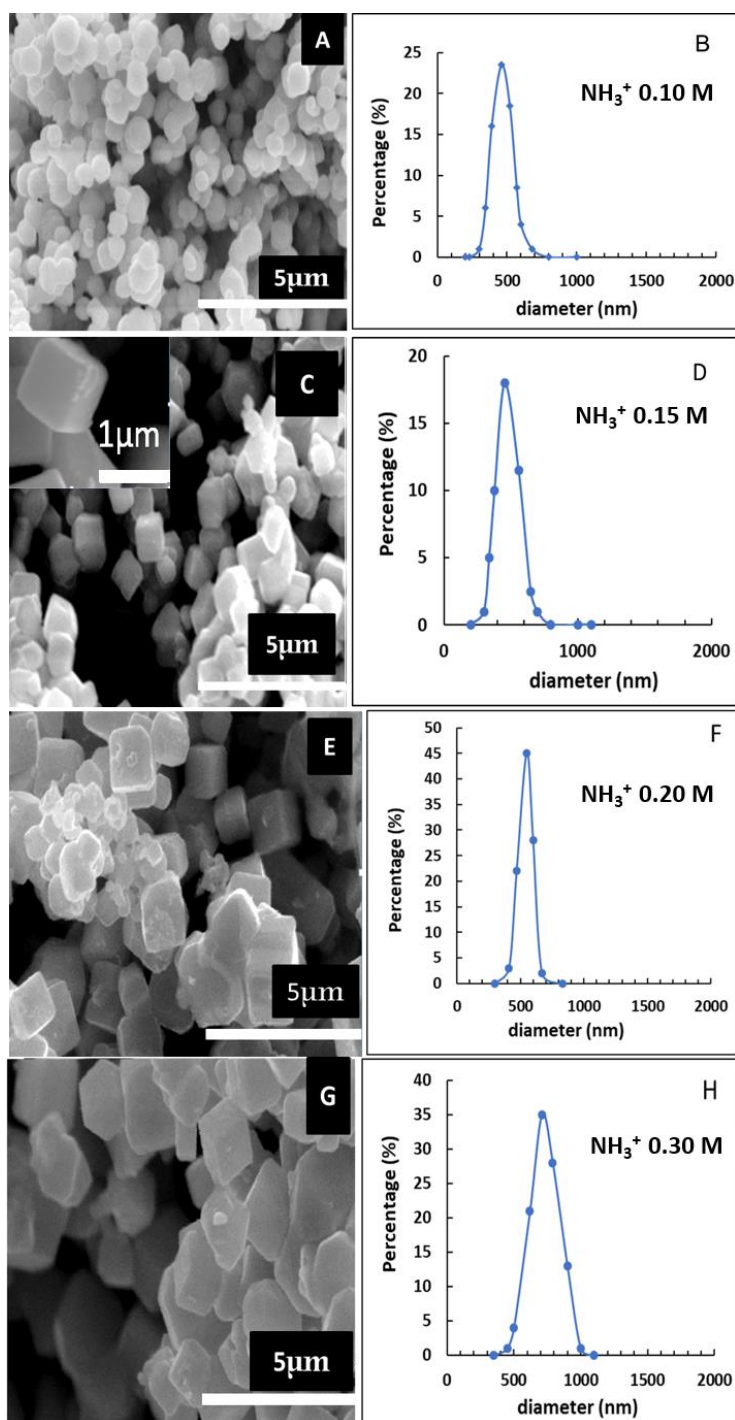 A
5µm
B
NH₃⁺ 0.10 M
25
20
15
10
5
0
Percentage (%)
0 500 1000 1500 2000
diameter (nm)
C
1µm
5µm
D
NH₃⁺ 0.15 M
20
15
10
5
0
Percentage (%)
0 1000 2000
diameter (nm)
E
5µm
F
NH₃⁺ 0.20 M
50
45
40
35
30
25
20
15
10
5
0
Percentage (%)
0 500 1000 1500 2000
diameter (nm)
G
5µm
H
NH₃⁺ 0.30 M
40
35
30
25
20
15
10
5
0
Percentage (%)
0 500 1000 1500 2000
diameter (nm)